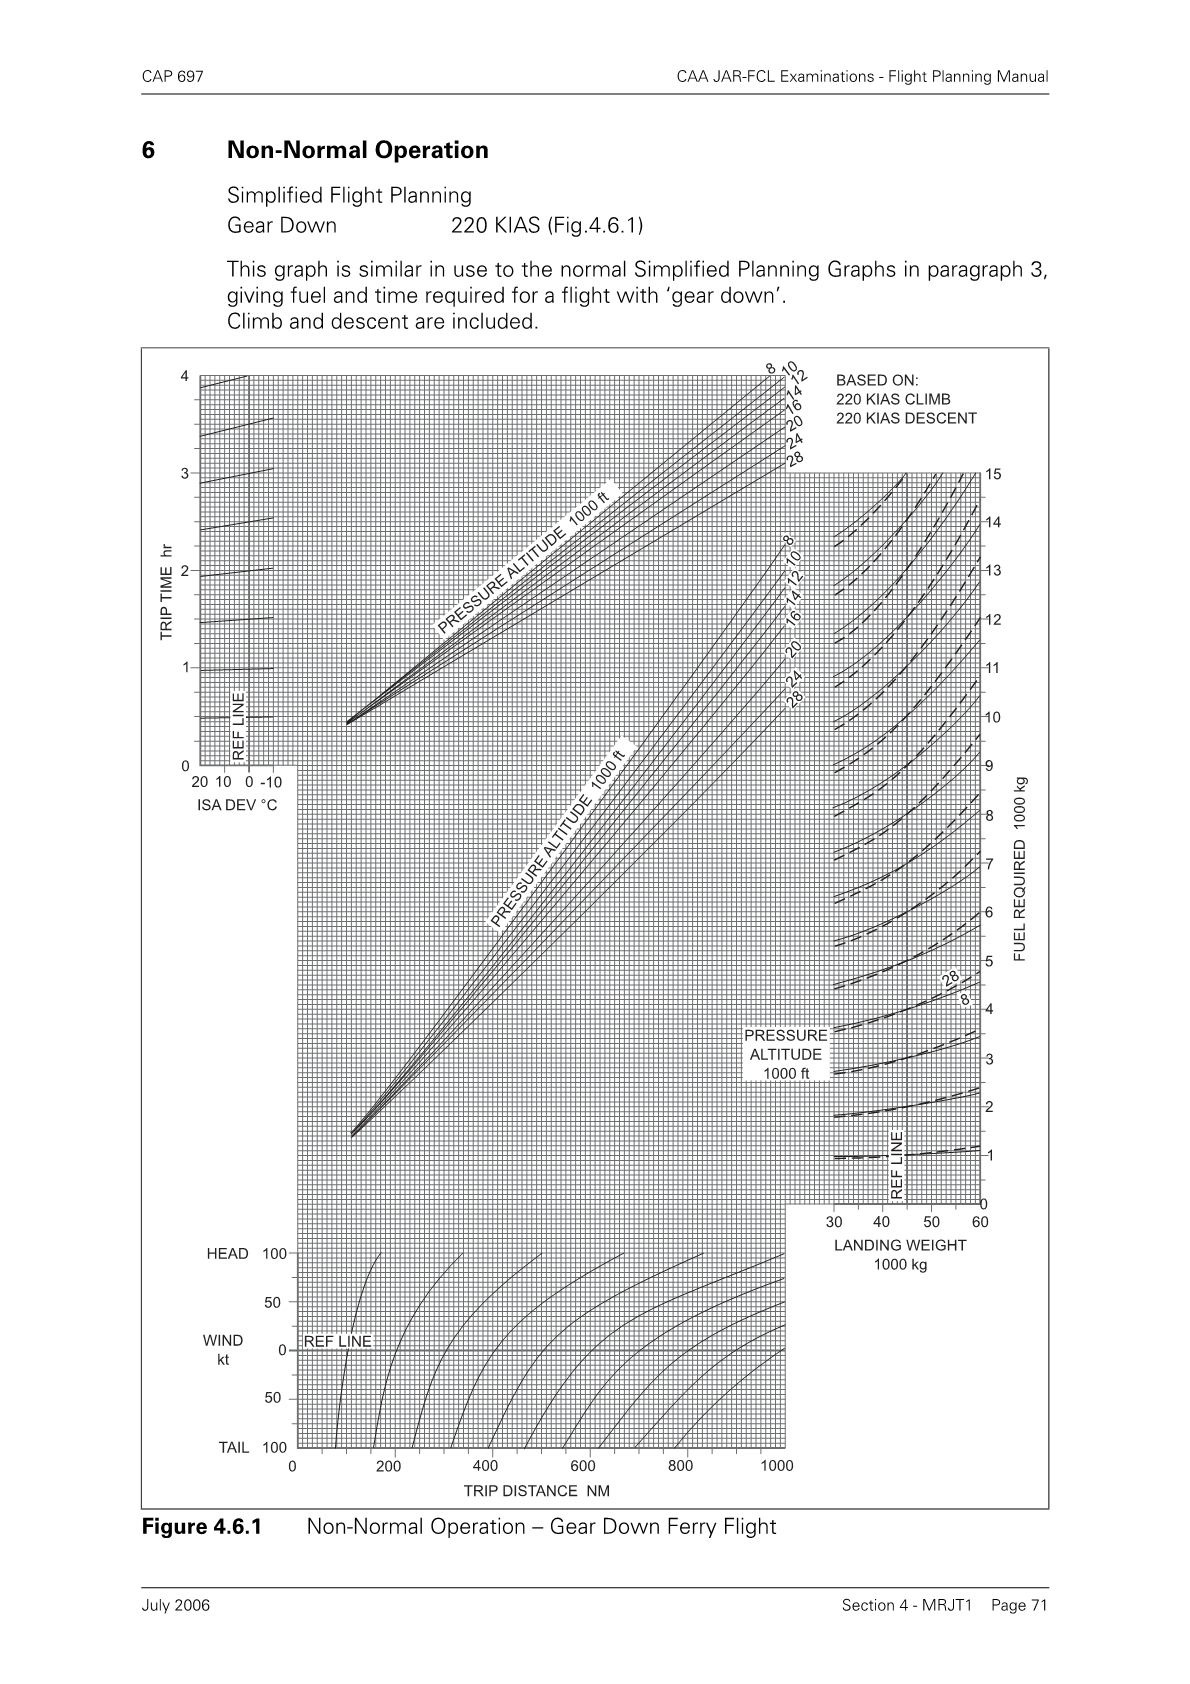 CAP 697 CAA JAR-FCL Examinations - Flight Planning Manual
6 Non-Normal Operation
Simplified Flight Planning
Gear Down 220 KIAS (Fig.4.6.1)
This graph is similar in use to the normal Simplified Planning Graphs in paragraph 3,
giving fuel and time required for a flight with ‘gear down’.
Climb and descent are included.
BASED ON:
220 KIAS CLIMB
220 KIAS DESCENT
4
3
2
1
0
TRIP TIME hr
REF LINE
20 10 0 -10
ISA DEV °C
PRESSURE ALTITUDE 1000 ft
8
10
12
14
16
20
24
28
PRESSURE ALTITUDE 1000 ft
8
10
12
14
16
20
24
28
15
14
13
12
11
10
9
8
7
6
5
4
3
2
1
0
FUEL REQUIRED 1000 kg
28
8
PRESSURE
ALTITUDE
1000 ft
REF LINE
30 40 50 60
LANDING WEIGHT
1000 kg
HEAD 100
50
WIND
kt
0
REF LINE
50
TAIL 100
0 200 400 600 800 1000
TRIP DISTANCE NM
Figure 4.6.1 Non-Normal Operation – Gear Down Ferry Flight
July 2006 Section 4 - MRJT1 Page 71